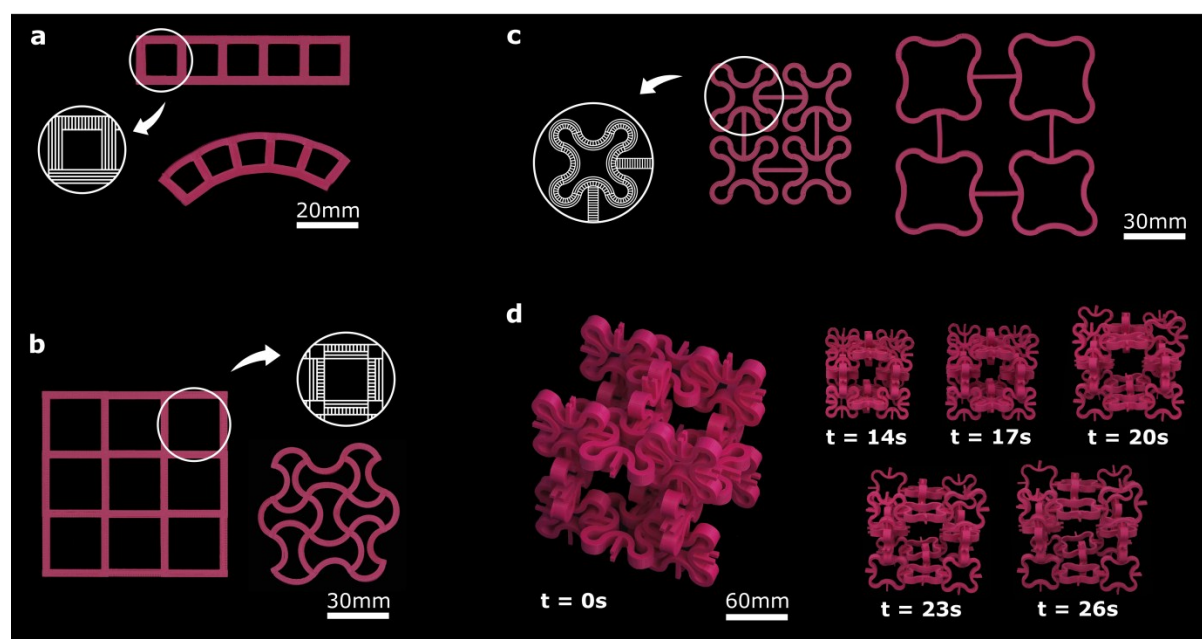 a
20mm
b
30mm
c
30mm
d
t = 0s
60mm
t = 14s
t = 17s
t = 20s
t = 23s
t = 26s